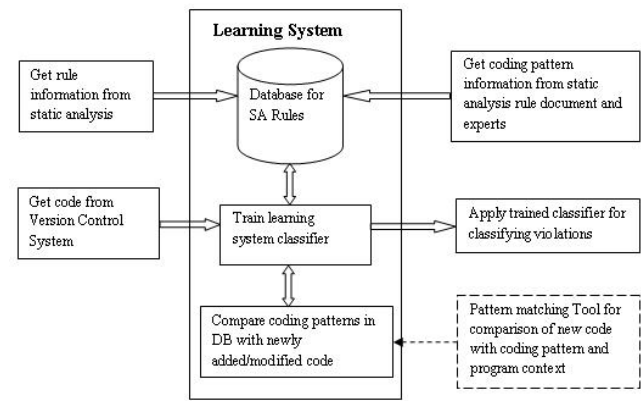 Learning System
Get rule
information from
static analysis
Database for
SA Rules
Get coding pattern
information from static
analysis rule document and
experts
Get code from
Version Control
System
Train learning
system classifier
Apply trained classifier for
classifying violations
Compare coding patterns in
DB with newly
added/modified code
Pattern matching Tool for
comparison of new code
with coding pattern and
program context